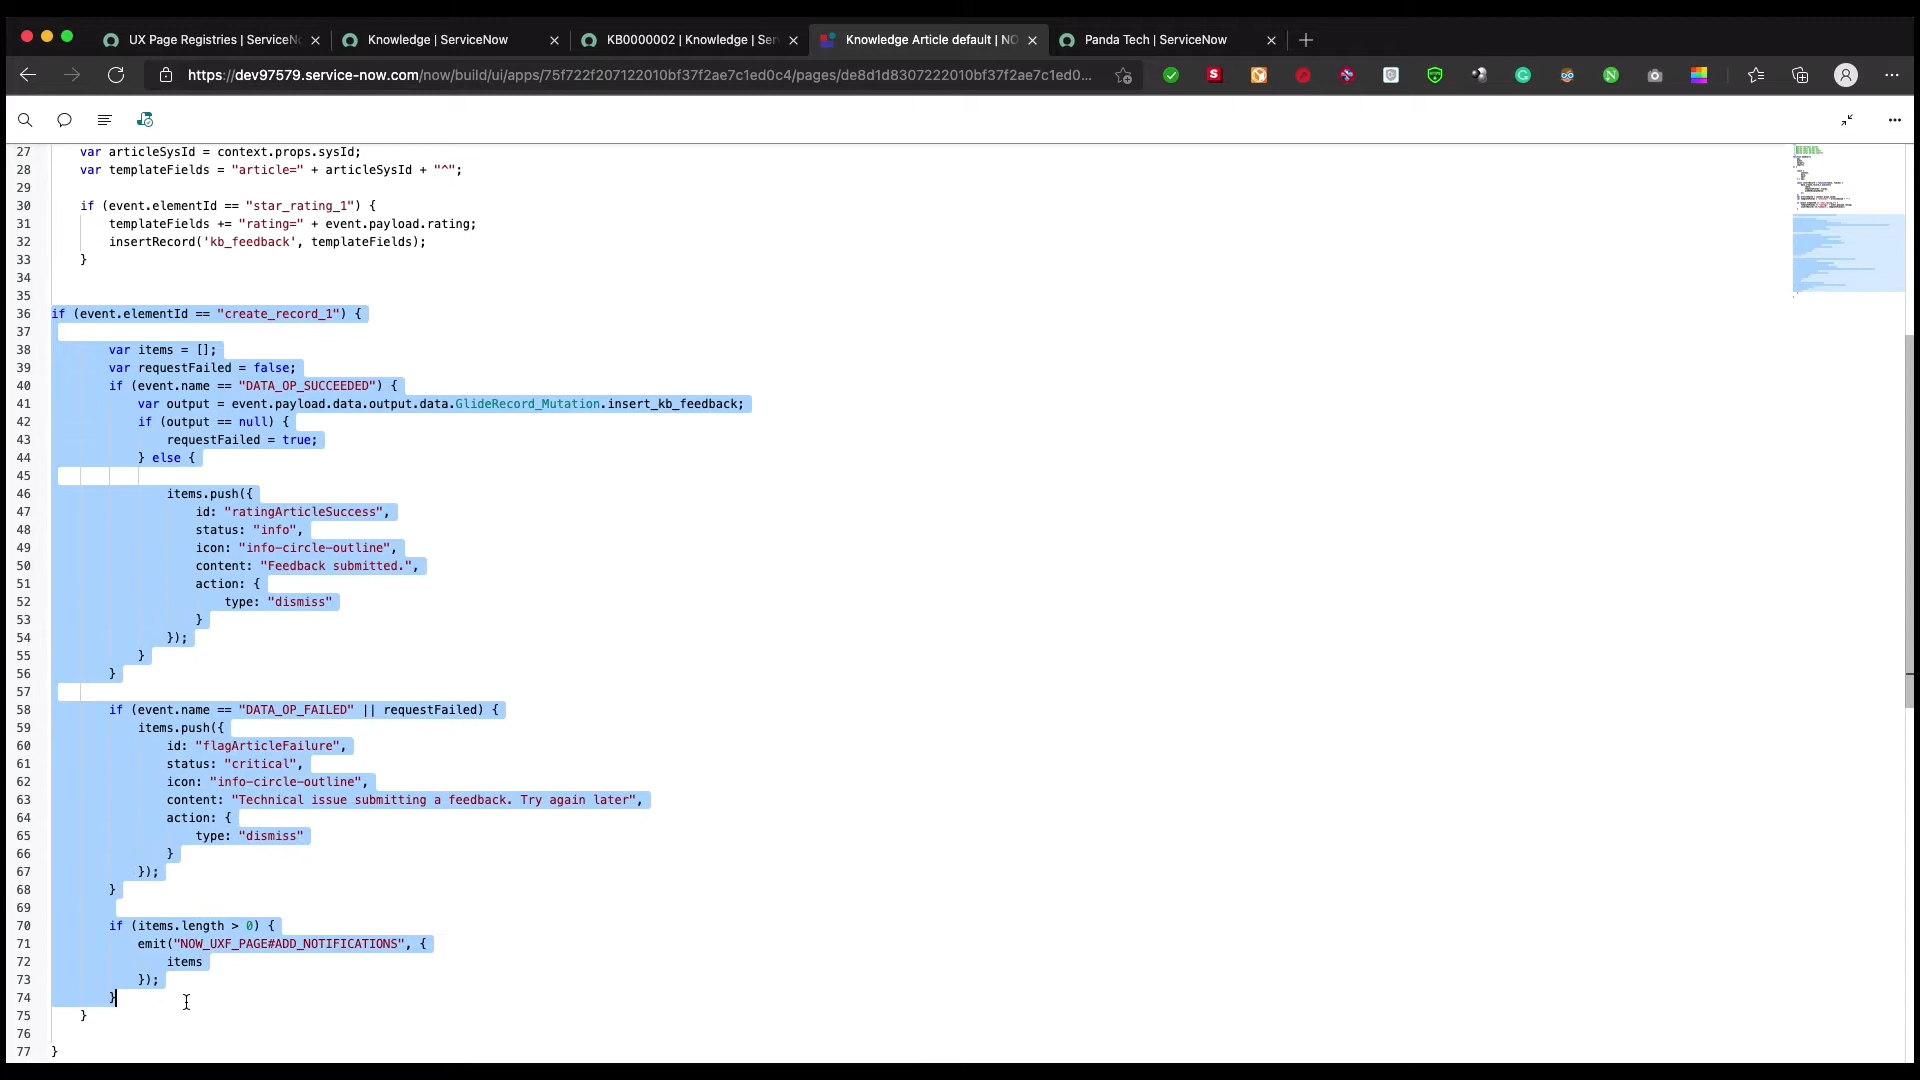 UX Page Registries | ServiceN
Knowledge | ServiceNow
KB0000002 | Knowledge | Ser
Knowledge Article default | NO
Panda Tech | ServiceNow
https://dev97579.service-now.com/now/build/ui/apps/75f722f207122010bf37f2ae7c1ed0c4/pages/de8d1d8307222010bf37f2ae7c1ed0...
27 var articleSysId = context.props.sysId;
28 var templateFields = "article=" + articleSysId + "^";
29
30 if (event.elementId == "star_rating_1") {
31 templateFields += "rating=" + event.payload.rating;
32 insertRecord('kb_feedback', templateFields);
33 }
34
35
36 if (event.elementId == "create_record_1") {
37
38 var items = [];
39 var requestFailed = false;
40 if (event.name == "DATA_OP_SUCCEEDED") {
41 var output = event.payload.data.output.data.GlideRecord_Mutation.insert_kb_feedback;
42 if (output == null) {
43 requestFailed = true;
44 } else {
45
46 items.push({
47 id: "ratingArticleSuccess",
48 status: "info",
49 icon: "info-circle-outline",
50 content: "Feedback submitted.",
51 action: {
52 type: "dismiss"
53 }
54 });
55 }
56 }
57
58 if (event.name == "DATA_OP_FAILED" || requestFailed) {
59 items.push({
60 id: "flagArticleFailure",
61 status: "critical",
62 icon: "info-circle-outline",
63 content: "Technical issue submitting a feedback. Try again later",
64 action: {
65 type: "dismiss"
66 }
67 });
68 }
69
70 if (items.length > 0) {
71 emit("NOW_UXF_PAGE#ADD_NOTIFICATIONS", {
72 items
73 });
74 }
75 }
76
77 }